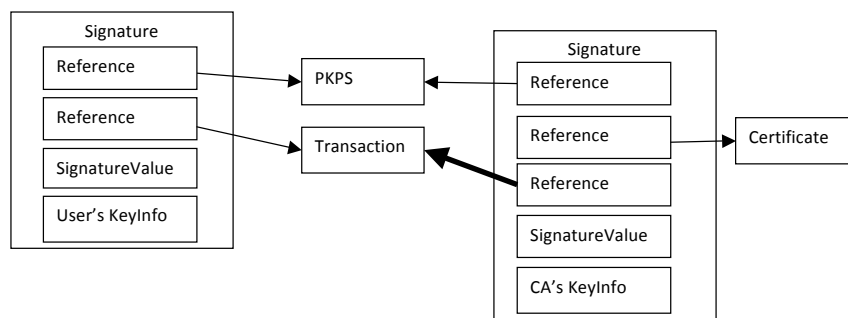 Signature
Reference
Reference
SignatureValue
User's KeyInfo
PKPS
Transaction
Signature
Reference
Reference
Reference
SignatureValue
CA's KeyInfo
Certificate